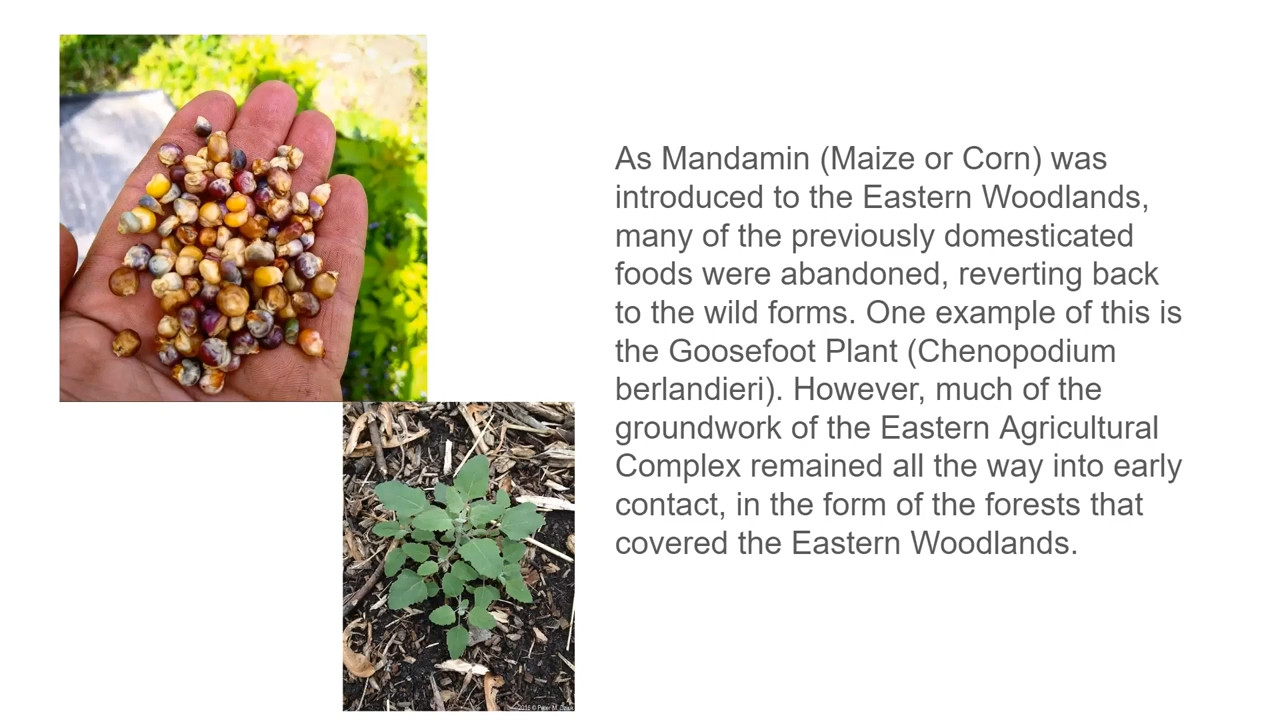 As Mandamin (Maize or Corn) was
introduced to the Eastern Woodlands,
many of the previously domesticated
foods were abandoned, reverting back
to the wild forms. One example of this is
the Goosefoot Plant (Chenopodium
berlandieri). However, much of the
groundwork of the Eastern Agricultural
Complex remained all the way into early
contact, in the form of the forests that
covered the Eastern Woodlands.